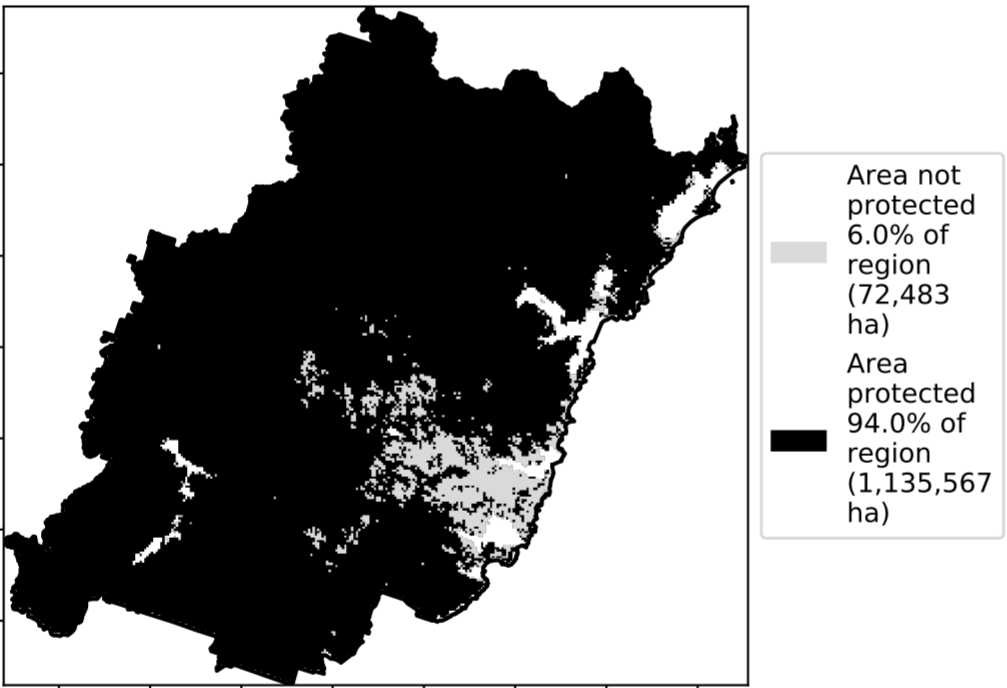 Area not
protected
6.0% of
region
(72,483
ha)
Area
protected
94.0% of
region
(1,135,567
ha)